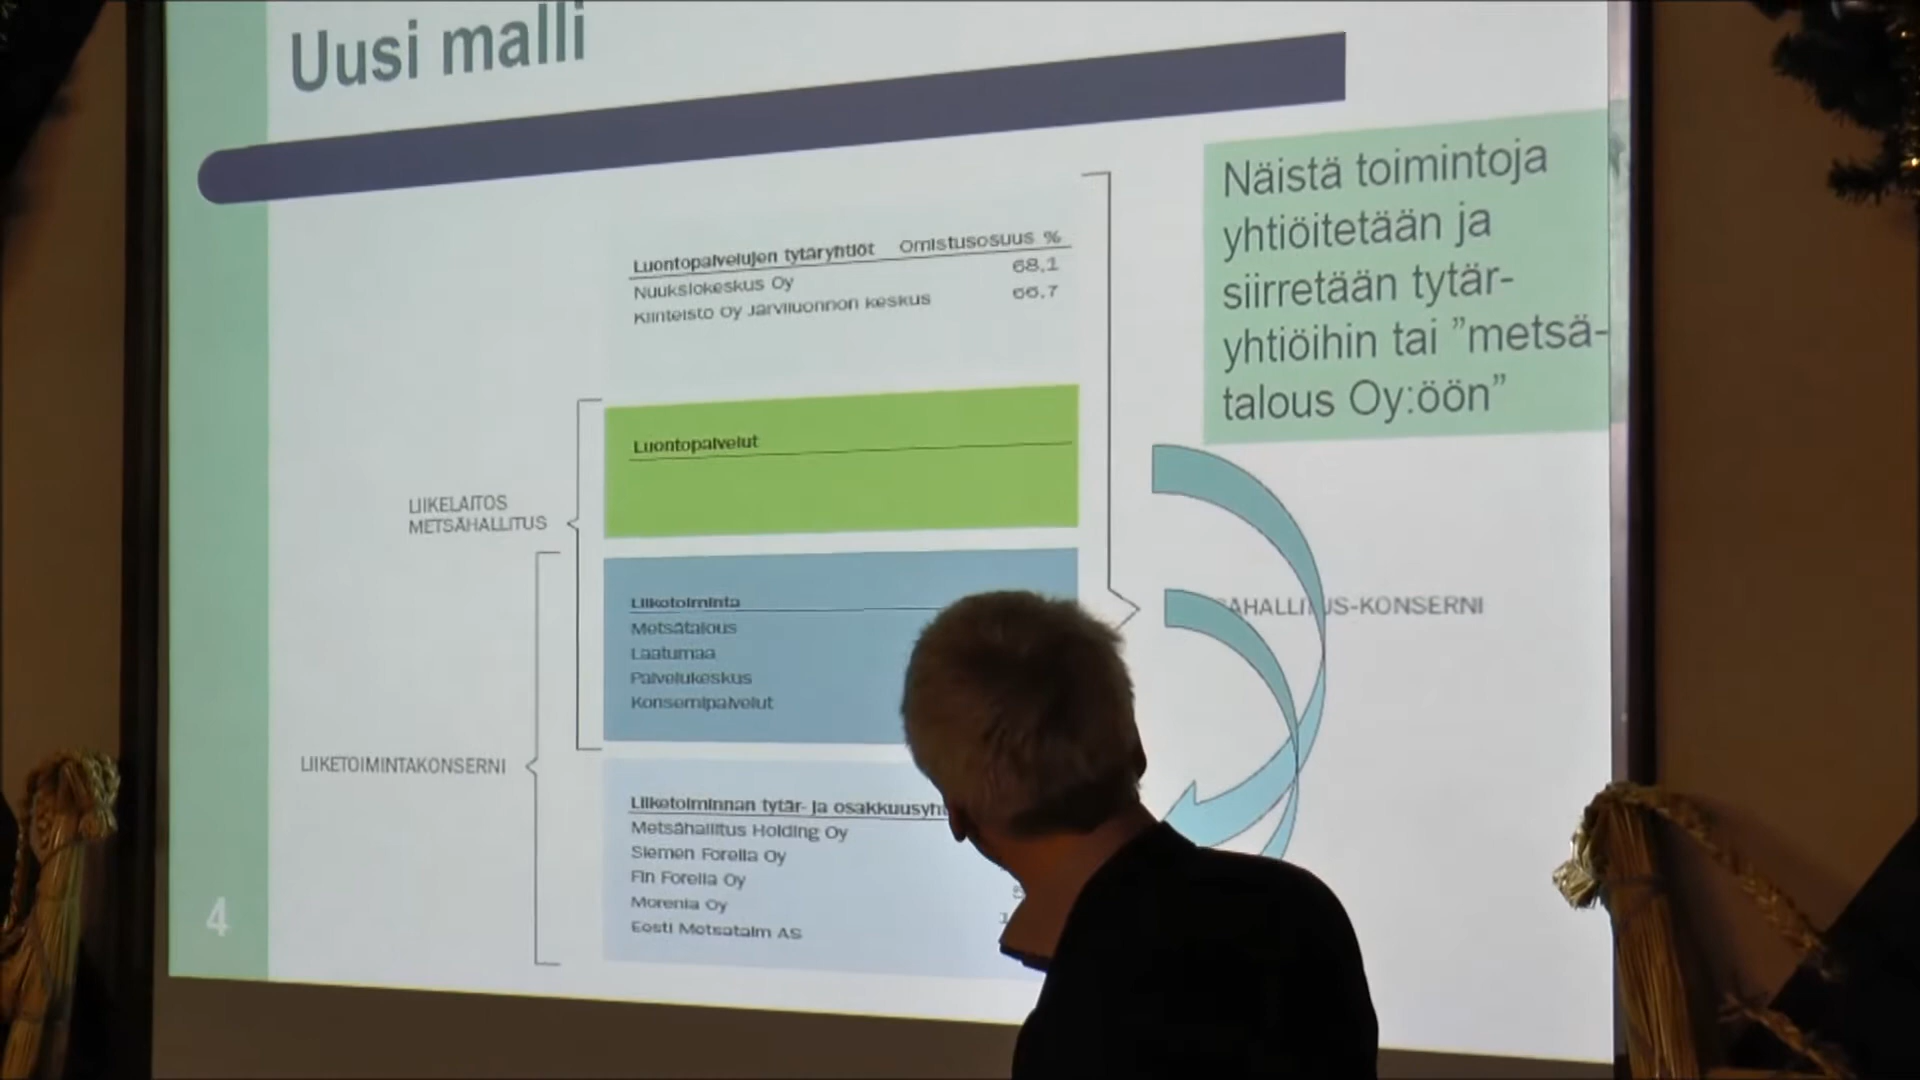 Uusi malli
Näistä toimintoja
yhtiöitetään ja
siirretään tytär-
yhtiöihin tai ”metsä-
talous Oy:öön”
Luontopalvelujen tytäryhtiöt Omistusosuus %
Nuuksiokeskus Oy 68,1
Kiinteistö Oy Järviluonnon keskus 66,7
Luontopalvelut
LIIKELAITOS
METSÄHALLITUS
Liiketoiminta
Metsätalous
Laatumaa
Palvelukeskus
Konsernipalvelut
-KONSERNI
LIIKETOIMINTAKONSERNI
Liiketoiminnan tytär- ja
Metsähallitus Holding Oy
Siemen Forelia Oy
Fin Forelia Oy
Morenia Oy
Eesti Metsataim AS
4